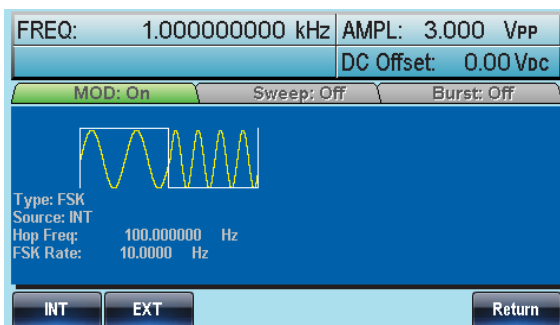 FREQ: 1.000000000 kHz AMPL: 3.000 VPP
DC Offset: 0.00 VDC
MOD: On Sweep: Off Burst: Off
Type: FSK
Source: INT
Hop Freq: 100.000000 Hz
FSK Rate: 10.0000 Hz
INT EXT Return